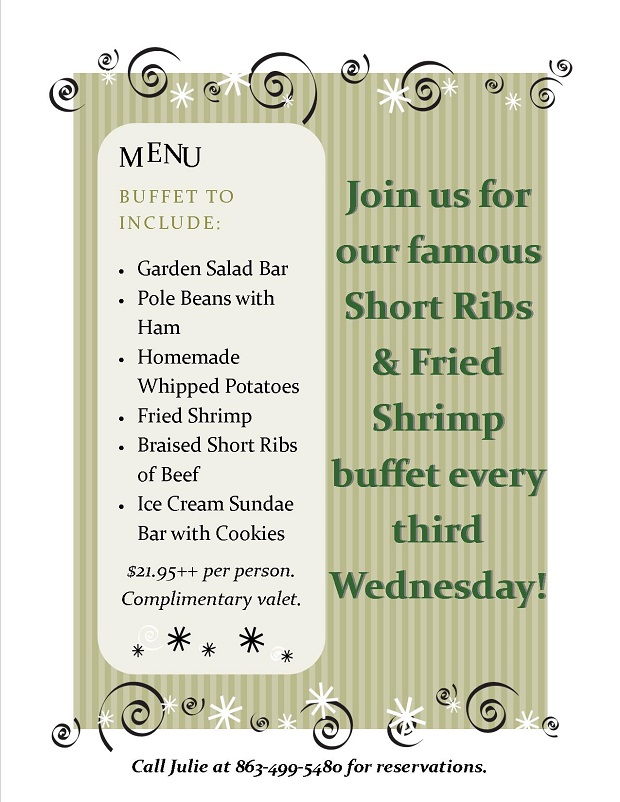 MENU
BUFFET TO
INCLUDE:
• Garden Salad Bar
• Pole Beans with
Ham
• Homemade
Whipped Potatoes
• Fried Shrimp
• Braised Short Ribs
of Beef
• Ice Cream Sundae
Bar with Cookies
$21.95++ per person.
Complimentary valet.
Join us for
our famous
Short Ribs
& Fried
Shrimp
buffet every
third
Wednesday!
Call Julie at 863-499-5480 for reservations.